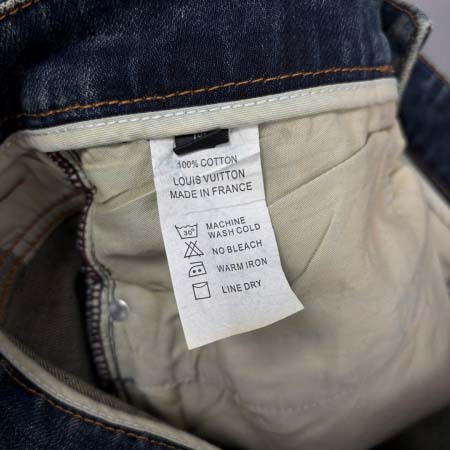 100% COTTON
LOUIS VUITTON
MADE IN FRANCE
30°
MACHINE
WASH COLD
NO BLEACH
WARM IRON
LINE DRY